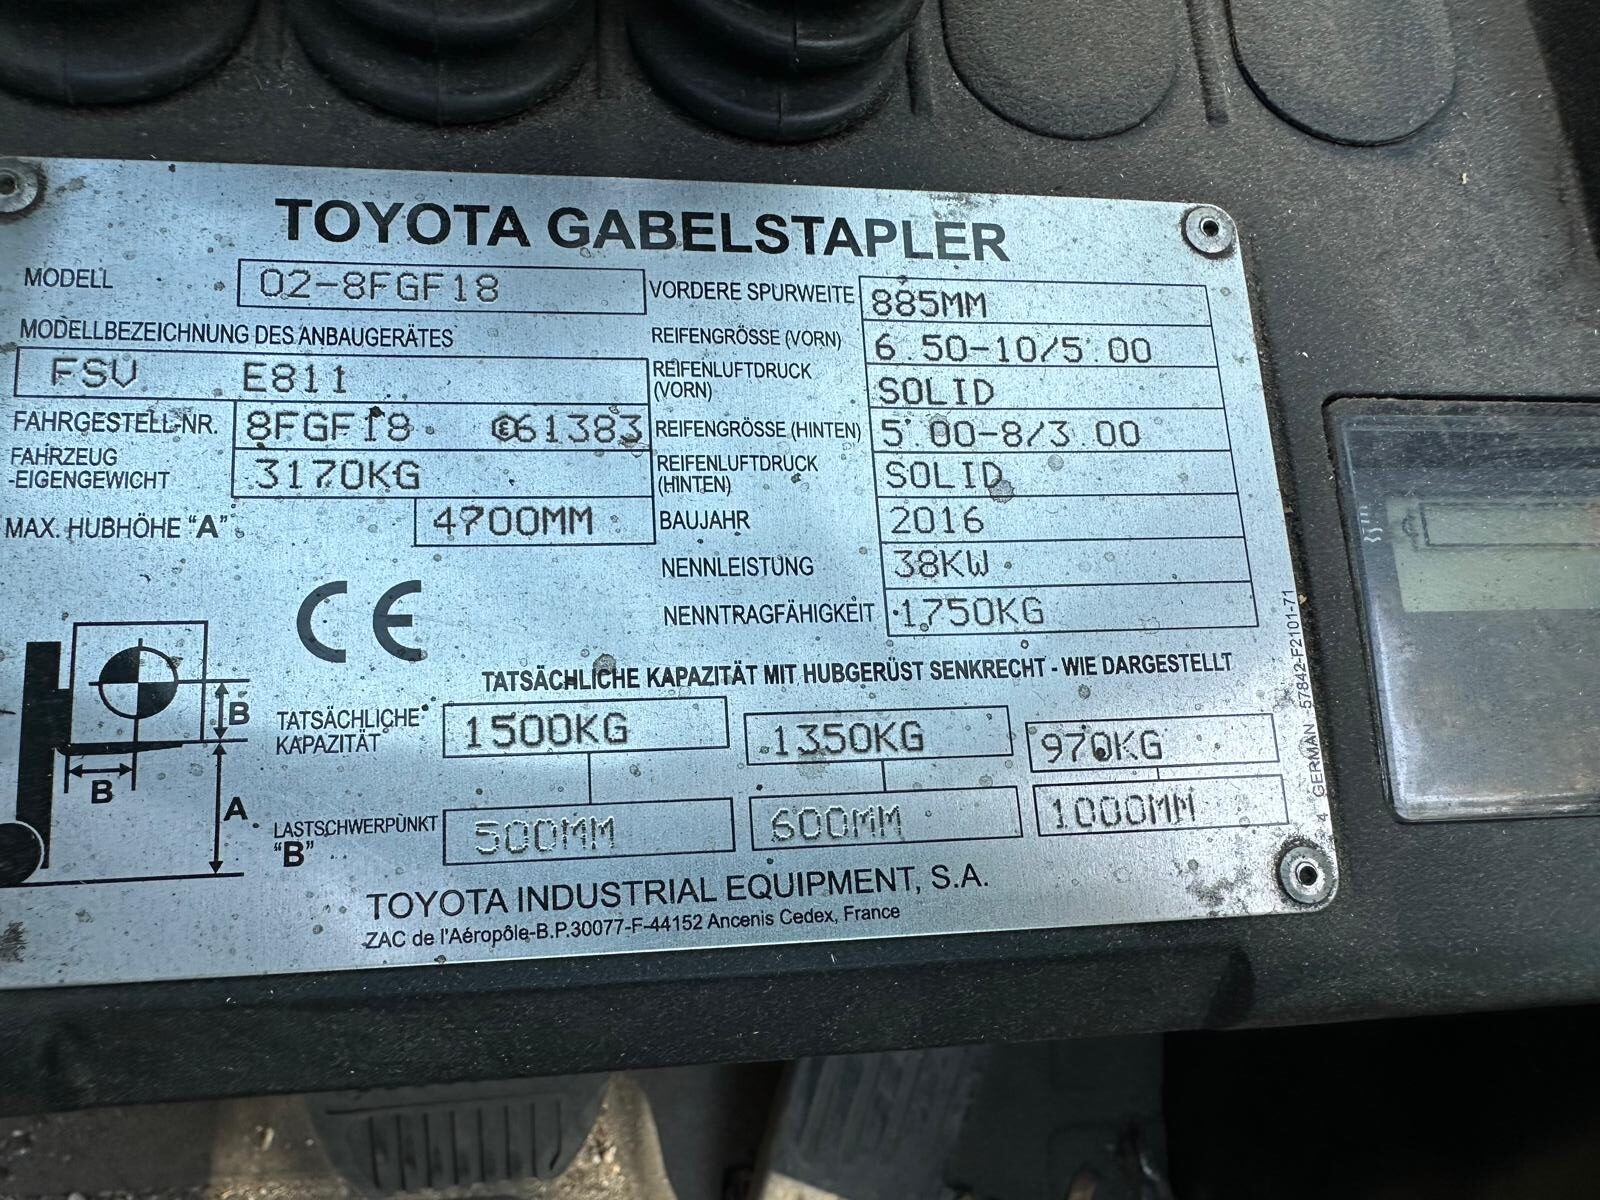 TOYOTA GABELSTAPLER
MODELL 02-8FGF18
MODELLBEZEICHNUNG DES ANBAUGERÄTES
FSV E811
FAHRGESTELL-NR. 8FGF18 E61383
FAHRZEUG
-EIGENGEWICHT 3170KG
MAX. HUBHÖHE "A" 4700MM
VORDERE SPURWEITE 885MM
REIFENGRÖSSE (VORN) 6.50-10/5.00
REIFENLUFTDRUCK
(VORN) SOLID
REIFENGRÖSSE (HINTEN) 5.00-8/3.00
REIFENLUFTDRUCK
(HINTEN) SOLID
BAUJAHR 2016
NENNLEISTUNG 38KW
NENNTRAGFÄHIGKEIT 1750KG
CE
TATSÄCHLICHE KAPAZITÄT MIT HUBGERÜST SENKRECHT - WIE DARGESTELLT
TATSÄCHLICHE
KAPAZITÄT 1500KG 1350KG 970KG
LASTSCHWERPUNKT
"B" 500MM 600MM 1000MM
B
B
A
TOYOTA INDUSTRIAL EQUIPMENT, S.A.
ZAC de l'Aéropôle-B.P.30077-F-44152 Ancenis Cedex, France
GERMAN 57842-F2101-71